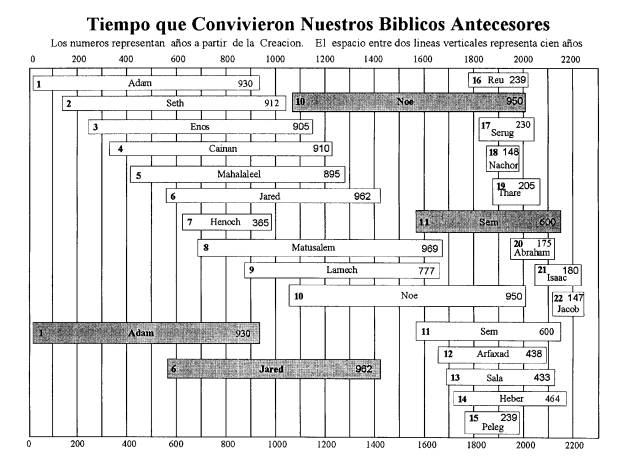 Tiempo que Convivieron Nuestros Biblicos Antecesores
Los numeros representan años a partir de la Creacion. El espacio entre dos lineas verticales representa cien años
0 200 400 600 800 1000 1200 1400 1600 1800 2000 2200
1 Adam 930
16 Reu 239
2 Seth 912
10 Noe 950
3 Enos 905
17 230
Serug
4 Cainan 910
18 148
Nachor
5 Mahalaleel 895
19 205
Thare
6 Jared 962
7 Henoch 365
11 Sem 600
8 Matusalem 969
20 175
Abraham
9 Lamech 777
21 180
Isaac
10 Noe 950
22 147
Jacob
1 Adam 930
11 Sem 600
12 Arfaxad 438
6 Jared 962
13 Sala 433
14 Heber 464
15 239
Peleg
0 200 400 600 800 1000 1200 1400 1600 1800 2000 2200